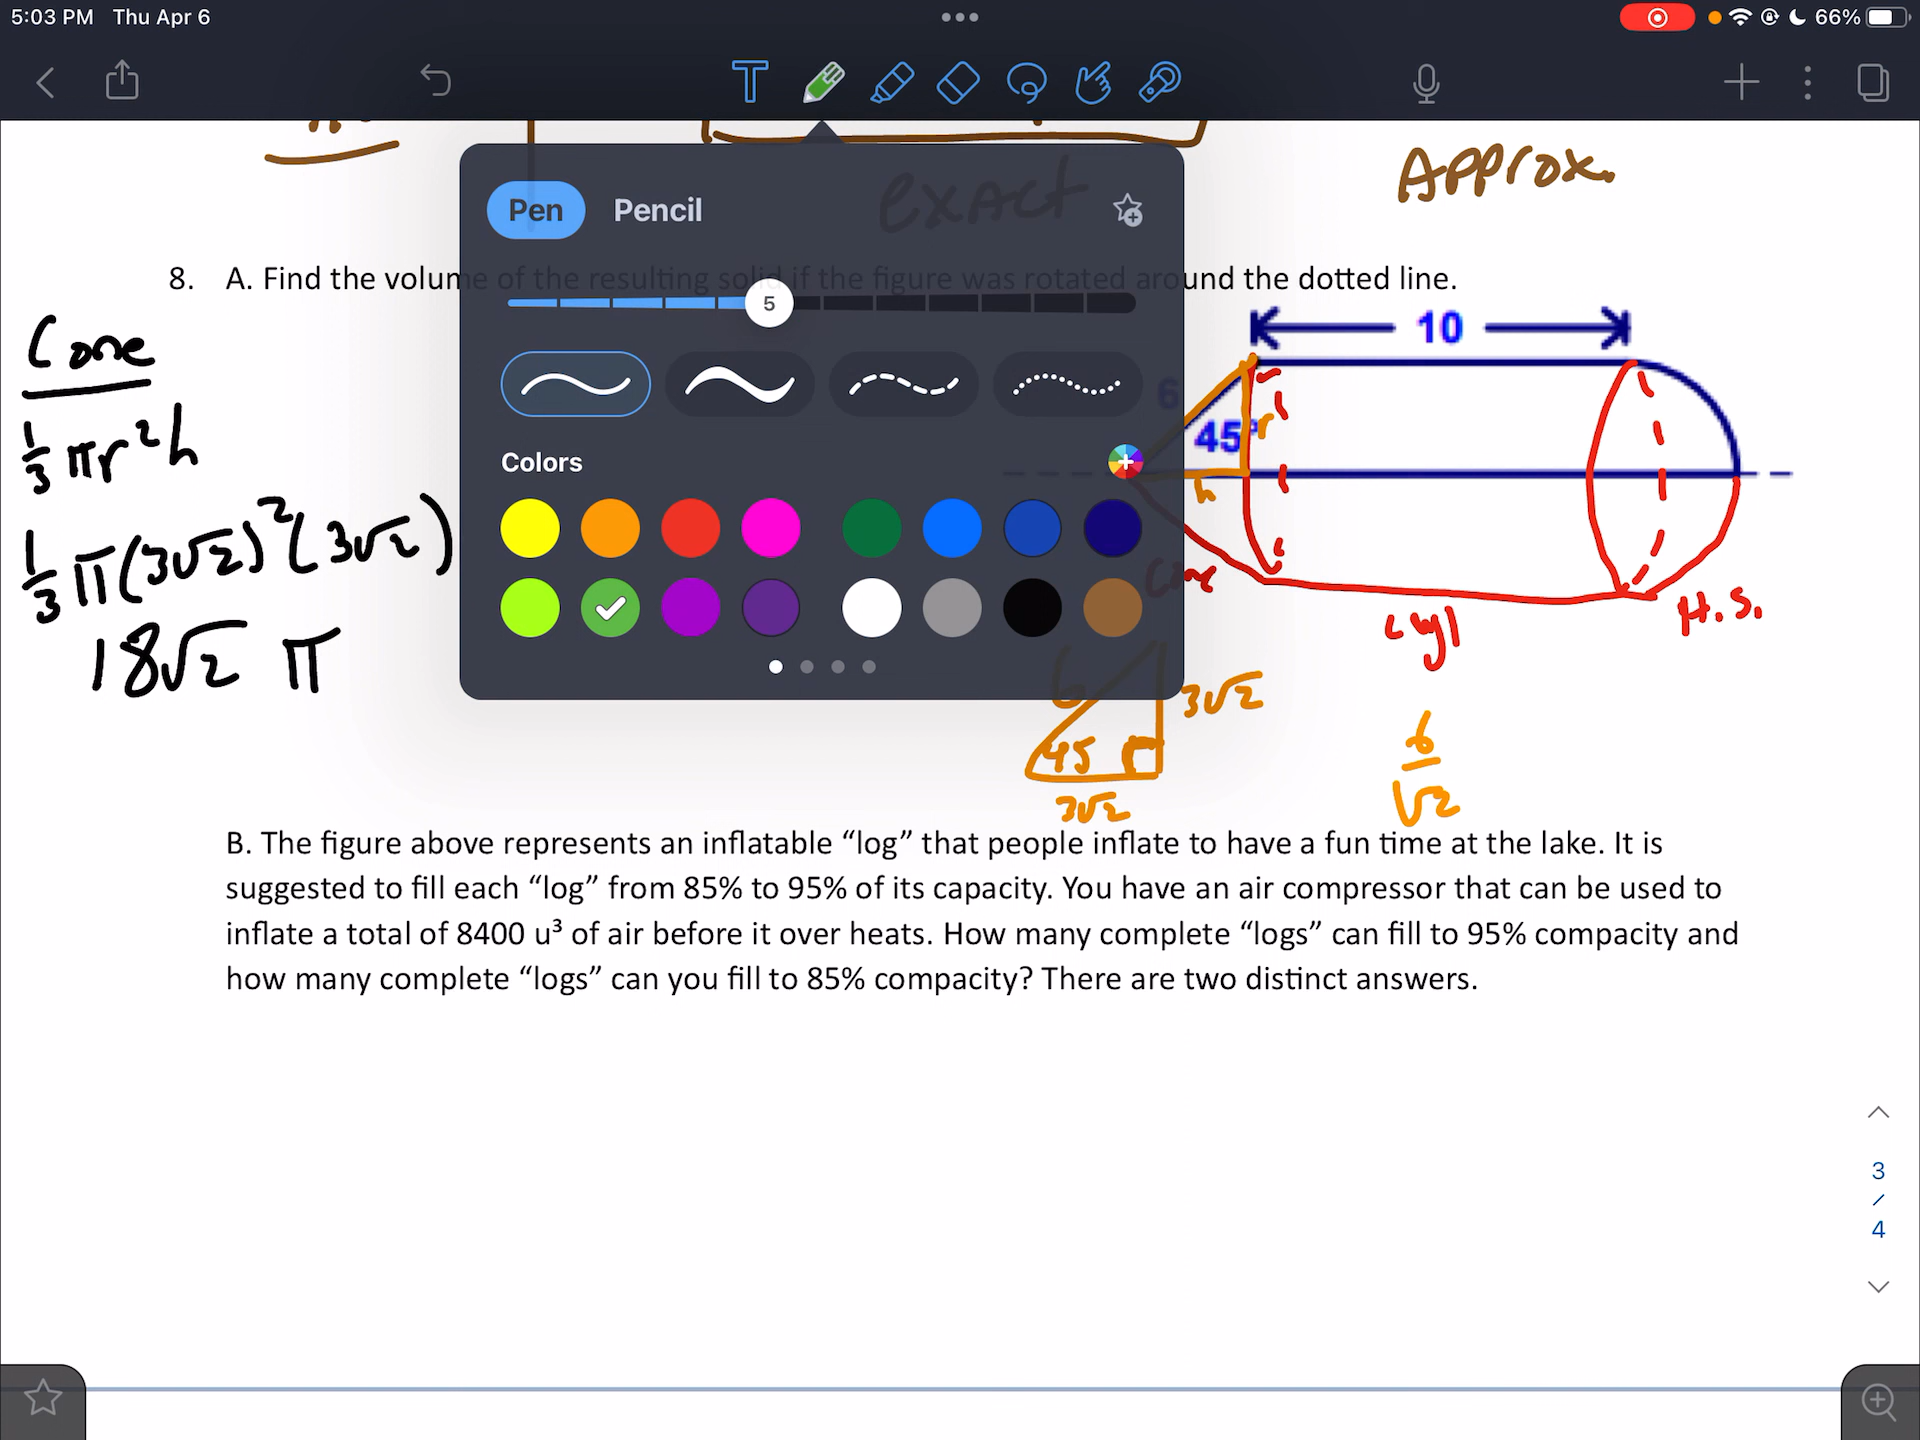 5:03 PM Thu Apr 6
66%
Approx.
exact
Pen Pencil
8. A. Find the volume of the resulting solid if the figure was rotated around the dotted line.
5
Cone
10
6
45°
r
h
1/3 πr²h
Colors
1/3 π(3√2)²(3√2)
Cone
Cyl
H.S.
18√2 π
6
3√2
45
3√2
6/√2
B. The figure above represents an inflatable “log” that people inflate to have a fun time at the lake. It is
suggested to fill each “log” from 85% to 95% of its capacity. You have an air compressor that can be used to
inflate a total of 8400 u³ of air before it over heats. How many complete “logs” can fill to 95% compacity and
how many complete “logs” can you fill to 85% compacity? There are two distinct answers.
3
/
4